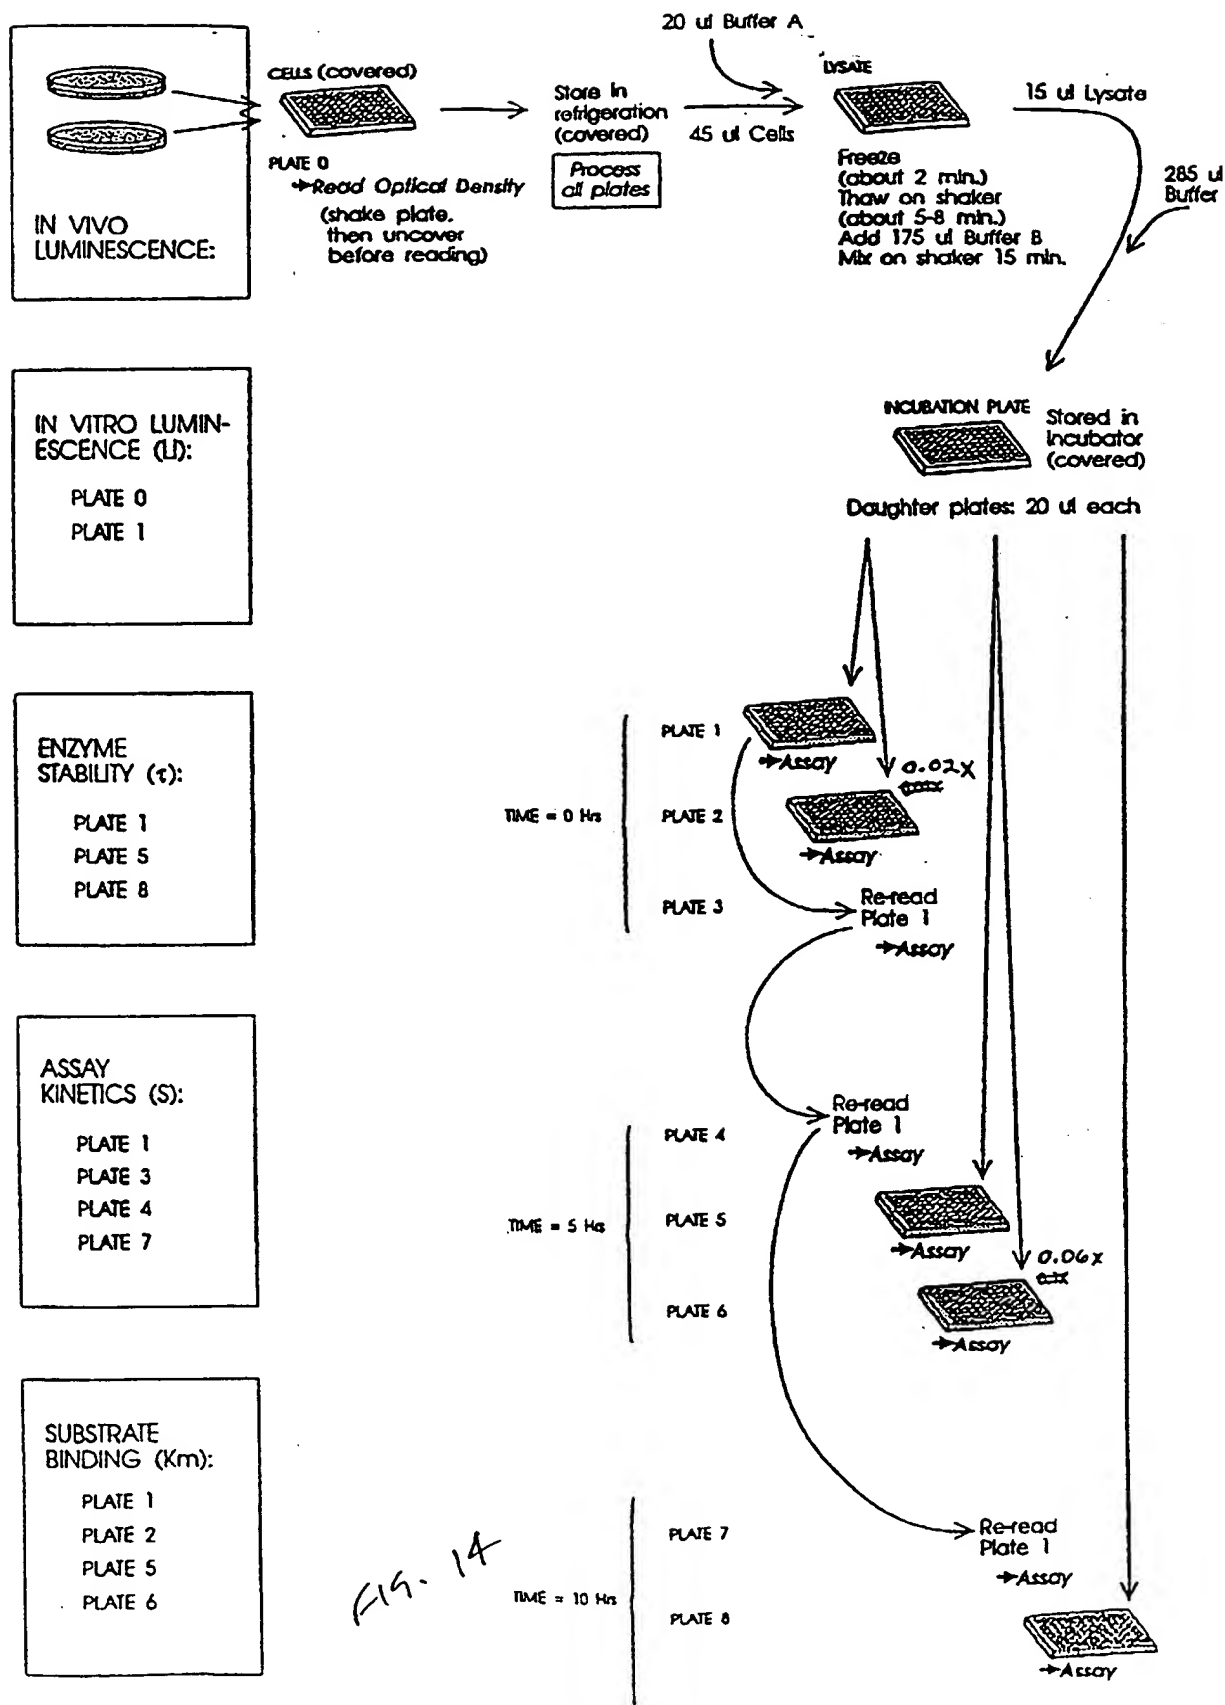 20 ul Buffer A
CELLS (covered)
LYSATE
15 ul Lysate
Store in
refrigeration
(covered)
45 ul Cells
Process
all plates
PLATE 0
→Read Optical Density
(shake plate.
then uncover
before reading)
Freeze
(about 2 min.)
Thaw on shaker
(about 5-8 min.)
Add 175 ul Buffer B
Mix on shaker 15 min.
285 ul
Buffer
IN VIVO
LUMINESCENCE:
IN VITRO LUMIN-
ESCENCE (LI):
PLATE 0
PLATE 1
INCUBATION PLATE
Stored in
incubator
(covered)
Daughter plates: 20 ul each
ENZYME
STABILITY (τ):
PLATE 1
PLATE 5
PLATE 8
TIME = 0 Hrs
PLATE 1
→Assay
0.02X
PLATE 2
→Assay
PLATE 3
Re-read
Plate 1
→Assay
ASSAY
KINETICS (S):
PLATE 1
PLATE 3
PLATE 4
PLATE 7
TIME = 5 Hrs
PLATE 4
Re-read
Plate 1
→Assay
PLATE 5
→Assay
0.06X
PLATE 6
→Assay
SUBSTRATE
BINDING (Km):
PLATE 1
PLATE 2
PLATE 5
PLATE 6
FIG. 14
TIME = 10 Hrs
PLATE 7
Re-read
Plate 1
→Assay
PLATE 8
→Assay